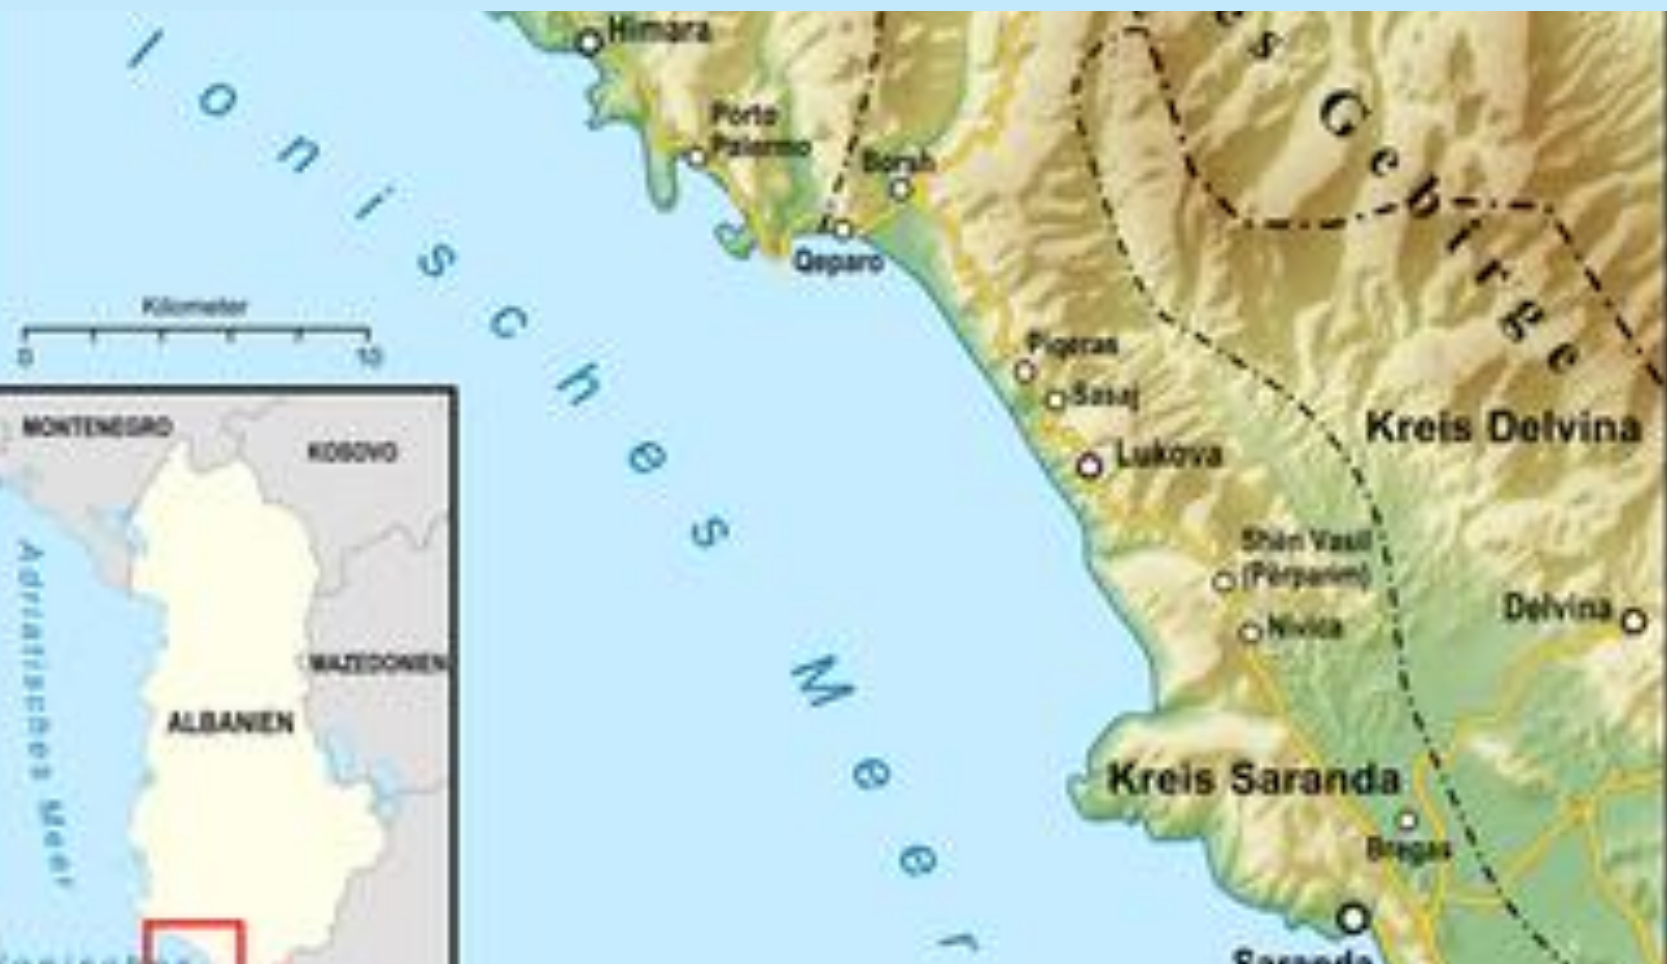 Himara
Porto
Palermo
Borsh
Qeparo
Piqeras
Sasaj
Lukova
Shën Vasil
(Përparim)
Nivica
Delvina
Kreis Delvina
Kreis Saranda
Bregas
Saranda
Gebirge
Ionisches Meer
Kilometer
0 10
MONTENEGRO
KOSOVO
MAZEDONIEN
ALBANIEN
Adriatisches Meer